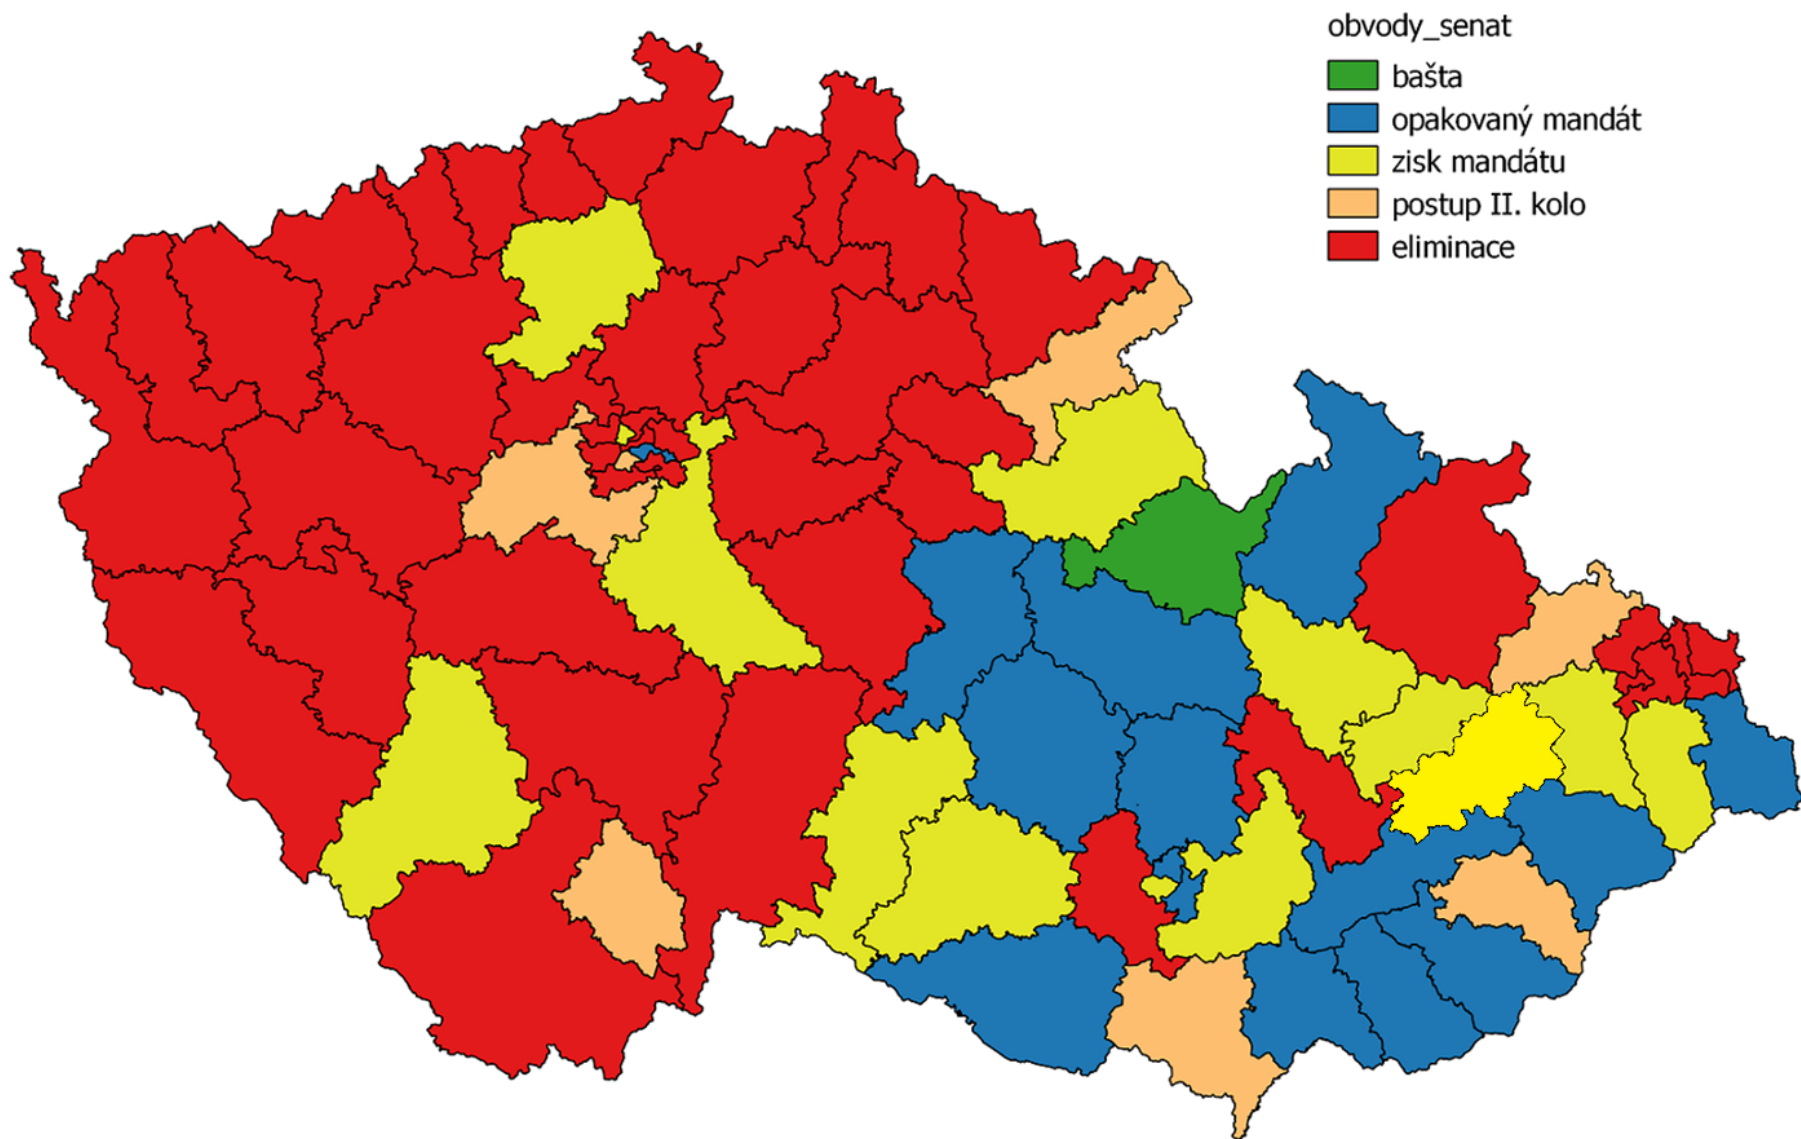 obvody_senat
bašta
opakovaný mandát
zisk mandátu
postup II. kolo
eliminace